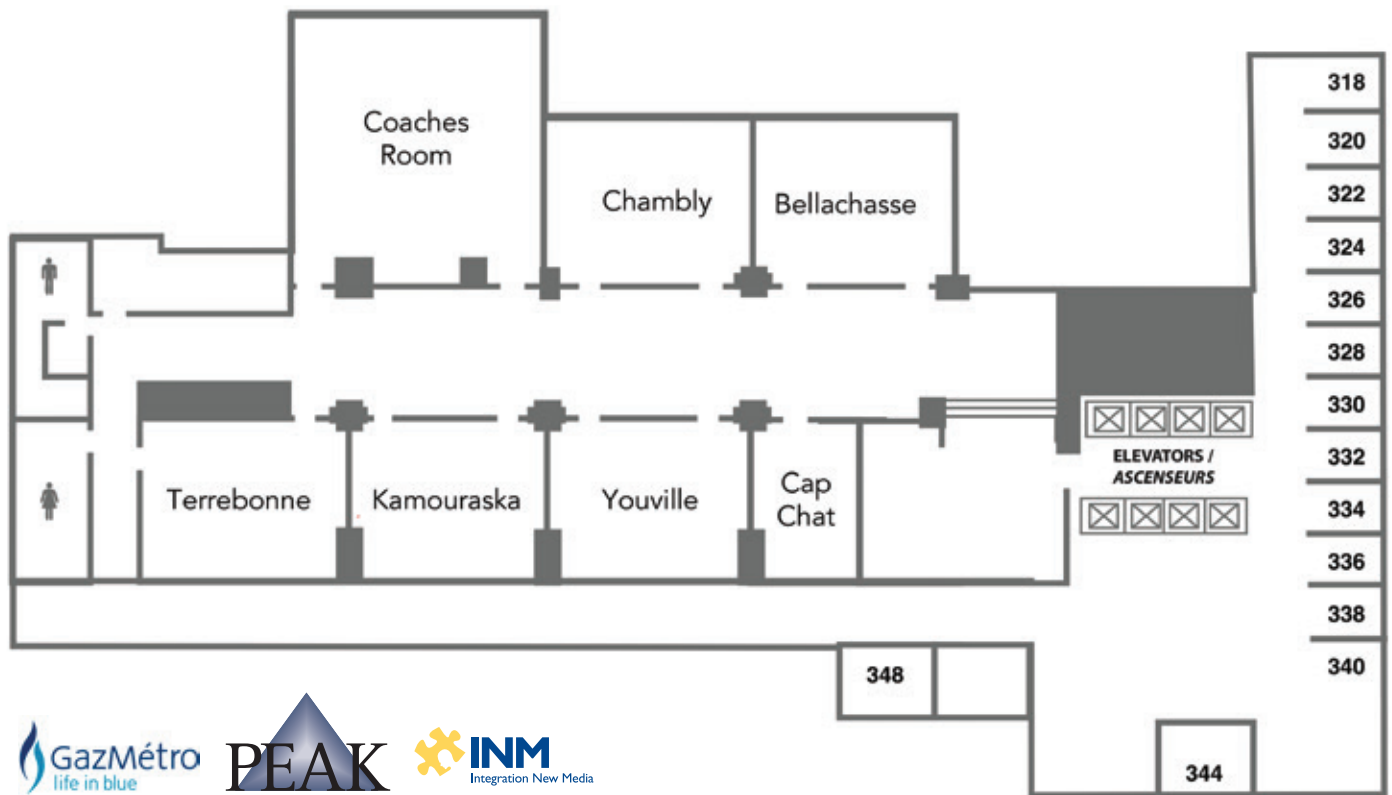 Coaches
Room
Chambly
Bellachasse
318
320
322
324
326
328
330
332
334
336
338
340
ELEVATORS /
ASCENSEURS
Terrebonne
Kamouraska
Youville
Cap
Chat
348
344
GazMétro
life in blue
PEAK
INM
Integration New Media